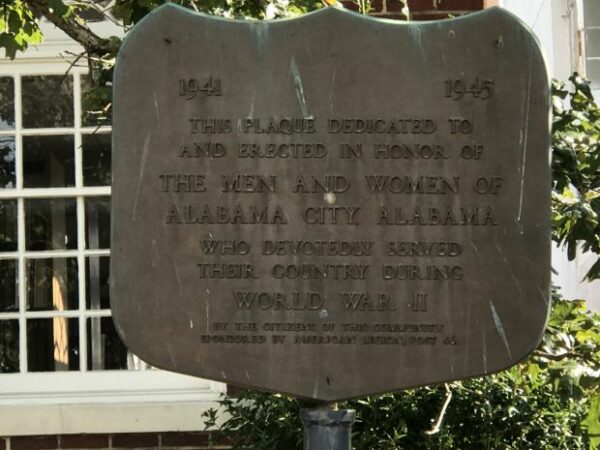 1941 1945
THIS PLAQUE DEDICATED TO
AND ERECTED IN HONOR OF
THE MEN AND WOMEN OF
ALABAMA CITY, ALABAMA
WHO DEVOTEDLY SERVED
THEIR COUNTRY DURING
WORLD WAR II
BY THE CITIZENS OF THIS COMMUNITY
SPONSORED BY AMERICAN LEGION, POST